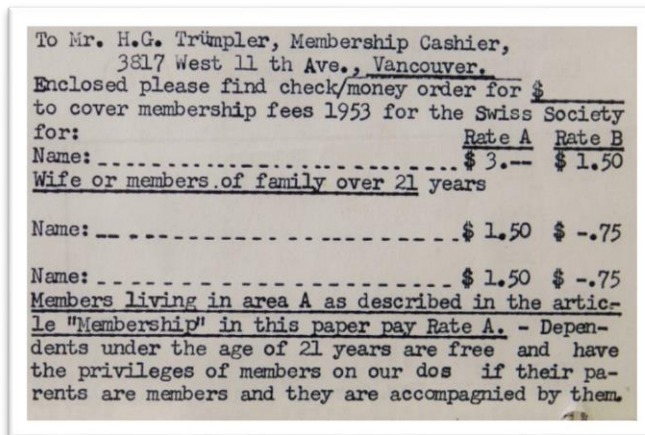 To Mr. H.G. Trümpler, Membership Cashier,
3817 West 11 th Ave., Vancouver.
Enclosed please find check/money order for $
to cover membership fees 1953 for the Swiss Society
for: Rate A Rate B
Name: $ 3.-- $ 1.50
Wife or members of family over 21 years
Name: $ 1.50 $ -.75
Name: $ 1.50 $ -.75
Members living in area A as described in the artic-
le "Membership" in this paper pay Rate A. - Depen-
dents under the age of 21 years are free and have
the privileges of members on our dos if their pa-
rents are members and they are accompagnied by them.